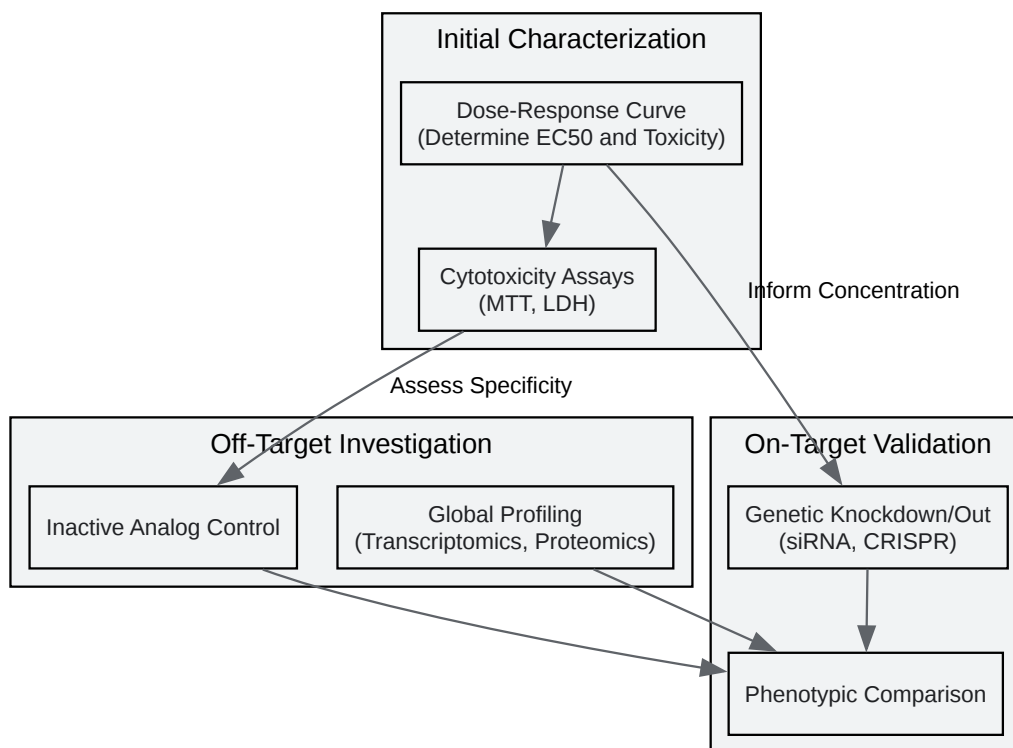 Initial Characterization
Dose-Response Curve
(Determine EC50 and Toxicity)
Cytotoxicity Assays
(MTT, LDH)
Inform Concentration
Assess Specificity
Off-Target Investigation
On-Target Validation
Inactive Analog Control
Global Profiling
(Transcriptomics, Proteomics)
Genetic Knockdown/Out
(siRNA, CRISPR)
Phenotypic Comparison